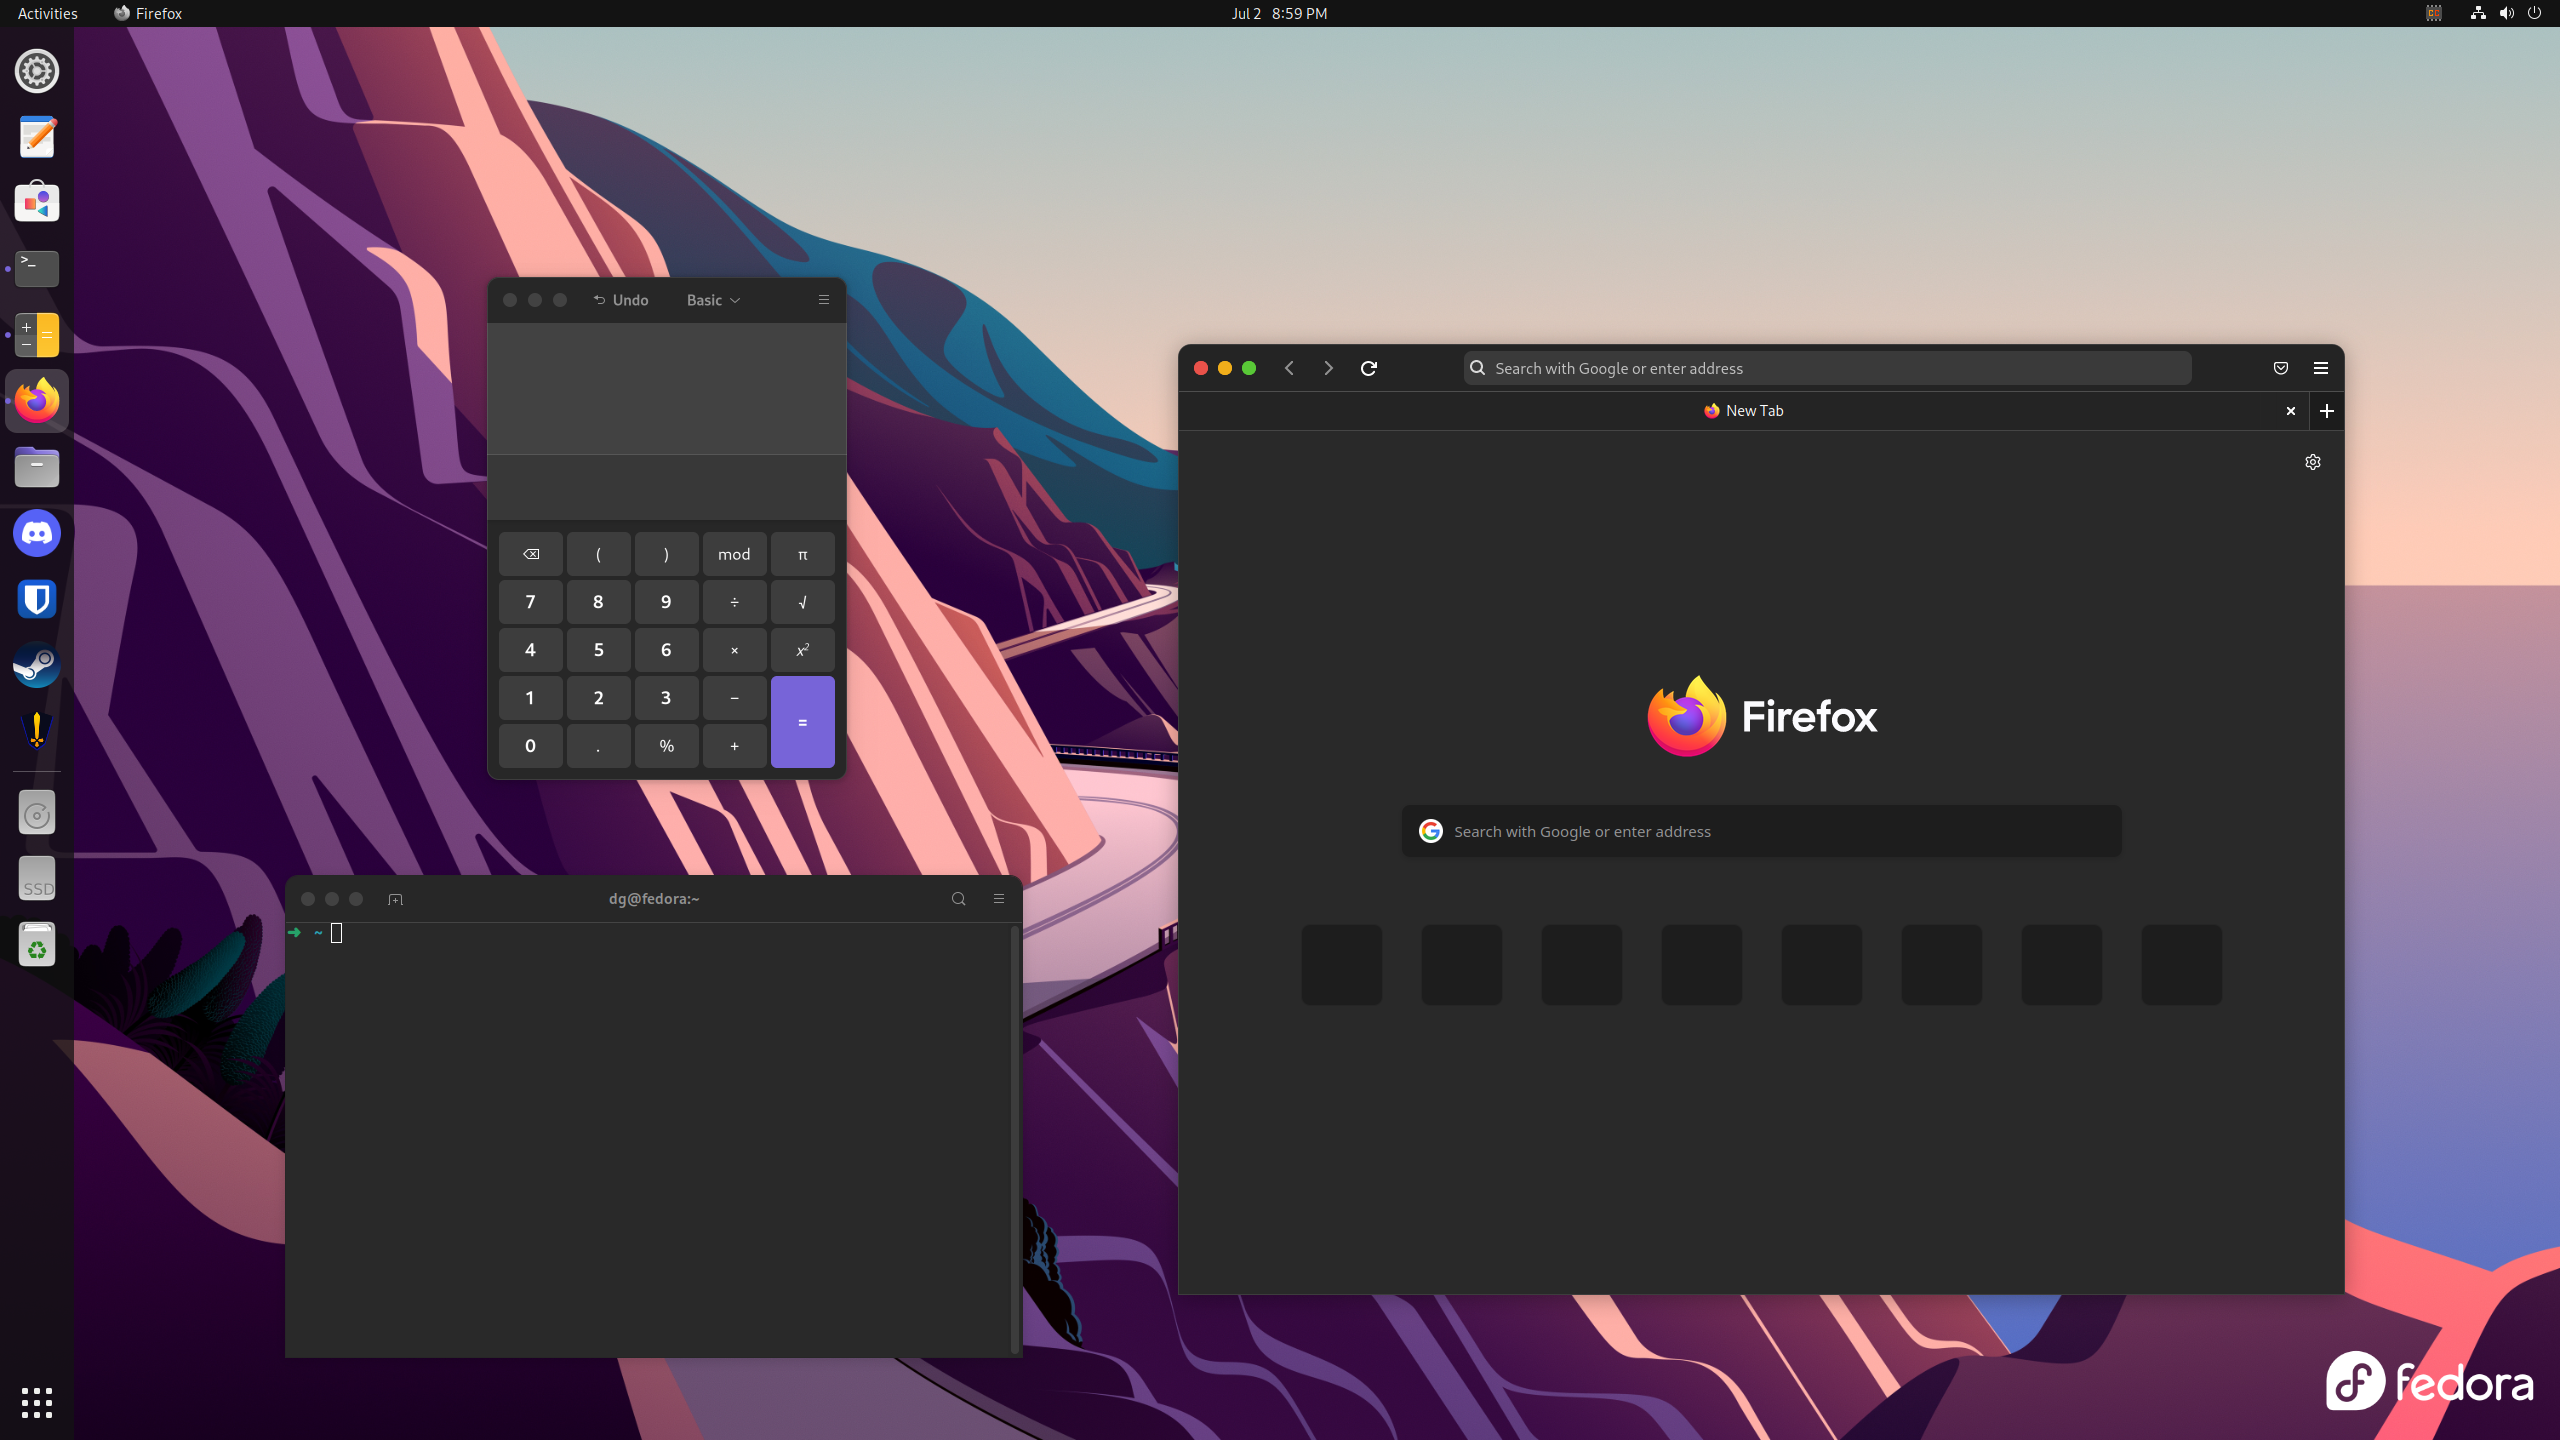 Activities Firefox Jul 2 8:59 PM
Undo Basic
⌫ ( ) mod π
7 8 9 ÷ √
4 5 6 × x²
1 2 3 −
=
0 . % +
Search with Google or enter address
New Tab
Firefox
Search with Google or enter address
dg@fedora:~
➜ ~
SSD
fedora